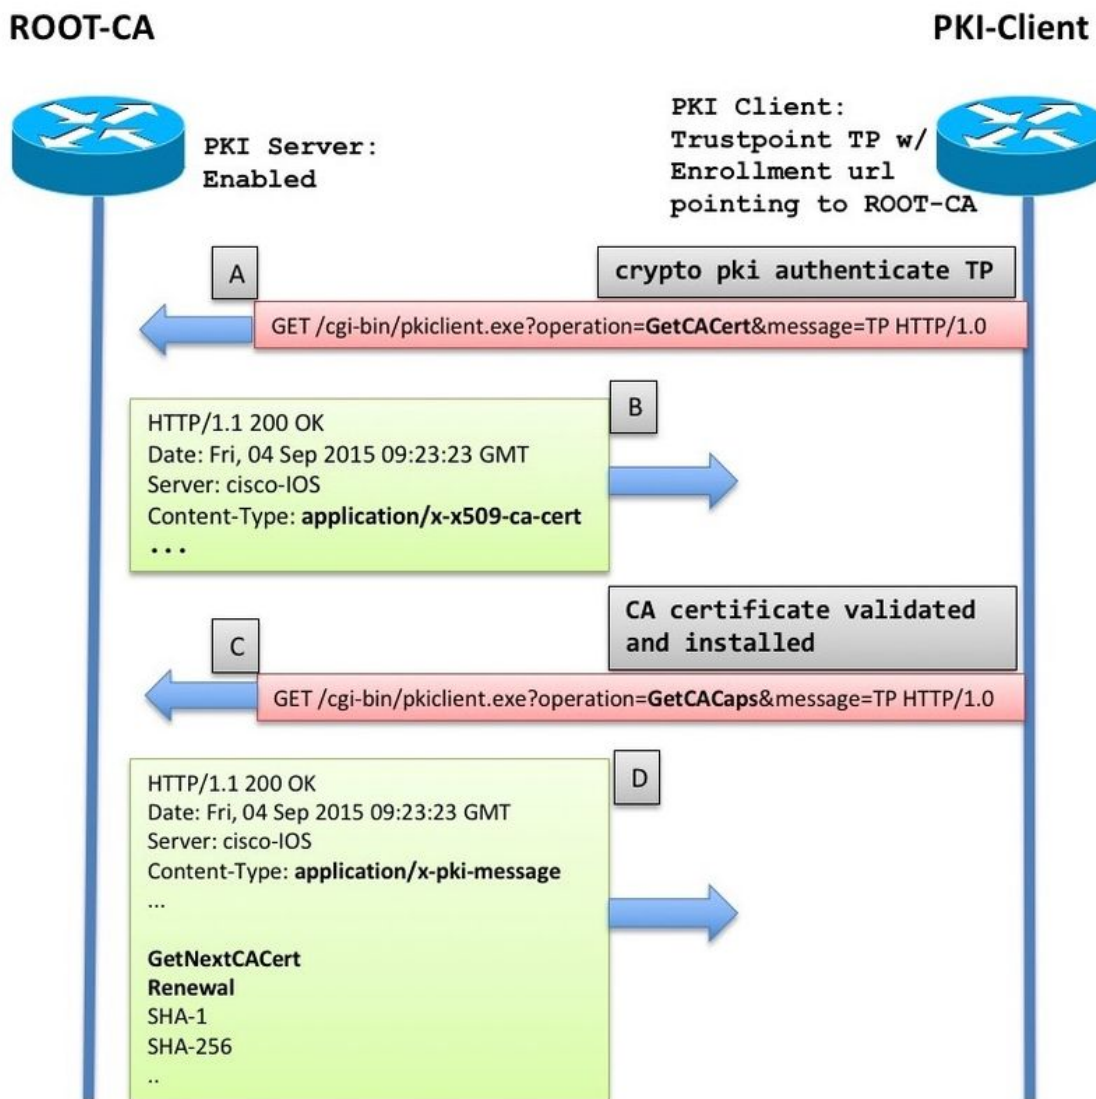 ROOT-CA
PKI-Client
PKI Server:
Enabled
PKI Client:
Trustpoint TP w/
Enrollment url
pointing to ROOT-CA
A
crypto pki authenticate TP
GET /cgi-bin/pkiclient.exe?operation=GetCACert&message=TP HTTP/1.0
B
HTTP/1.1 200 OK
Date: Fri, 04 Sep 2015 09:23:23 GMT
Server: cisco-IOS
Content-Type: application/x-x509-ca-cert
...
CA certificate validated
and installed
C
GET /cgi-bin/pkiclient.exe?operation=GetCACaps&message=TP HTTP/1.0
D
HTTP/1.1 200 OK
Date: Fri, 04 Sep 2015 09:23:23 GMT
Server: cisco-IOS
Content-Type: application/x-pki-message
...
GetNextCACert
Renewal
SHA-1
SHA-256
..